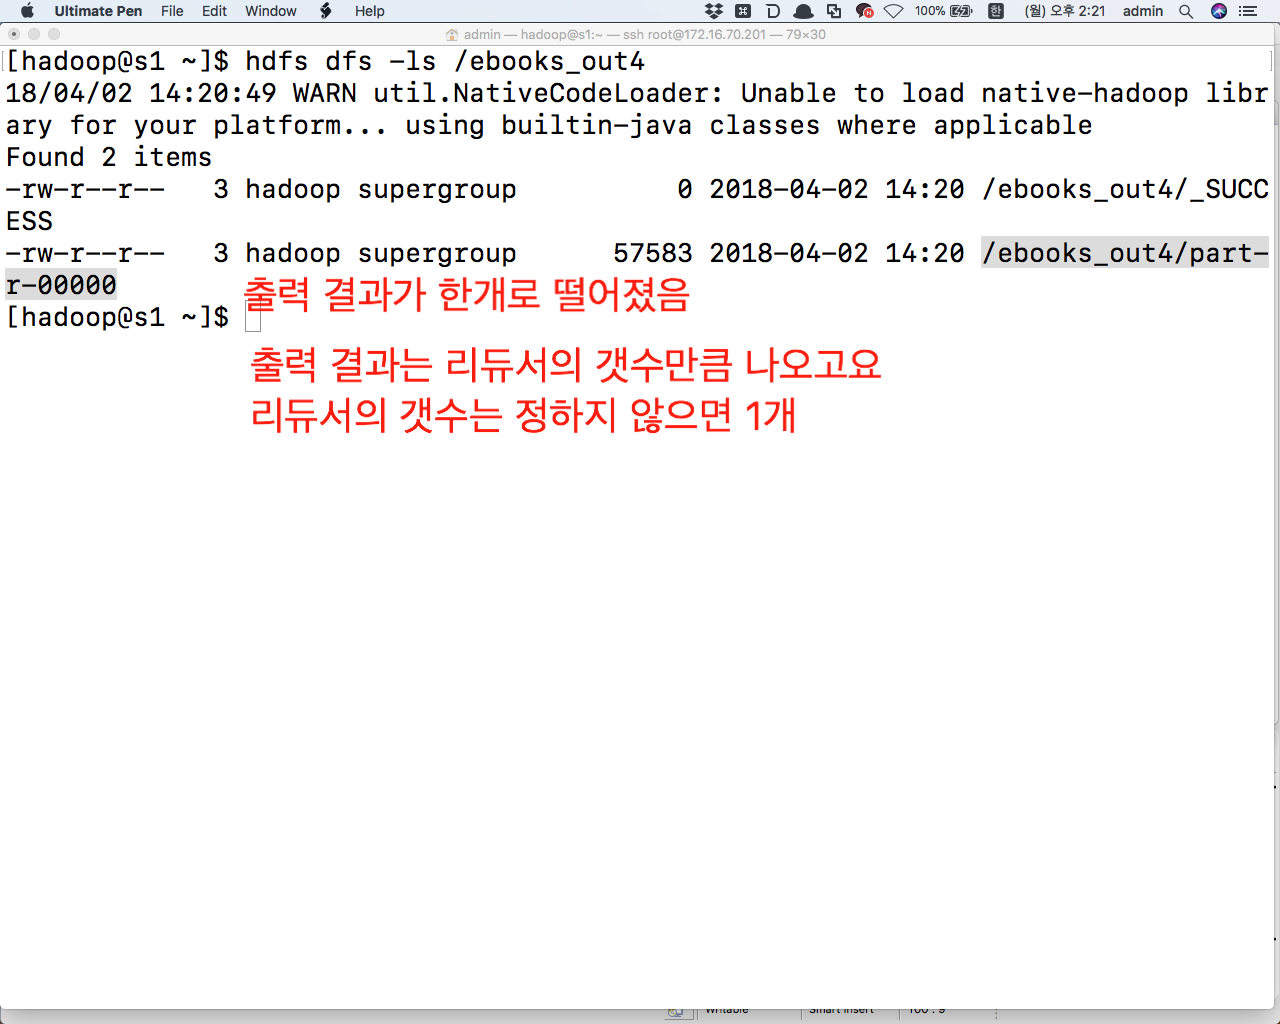 Ultimate Pen File Edit Window Help 100% 한 (월) 오후 2:21 admin
admin — hadoop@s1:~ — ssh root@172.16.70.201 — 79×30
[hadoop@s1 ~]$ hdfs dfs -ls /ebooks_out4
18/04/02 14:20:49 WARN util.NativeCodeLoader: Unable to load native-hadoop libr
ary for your platform... using builtin-java classes where applicable
Found 2 items
-rw-r--r--   3 hadoop supergroup          0 2018-04-02 14:20 /ebooks_out4/_SUCC
ESS
-rw-r--r--   3 hadoop supergroup      57583 2018-04-02 14:20 /ebooks_out4/part-
r-00000
출력 결과가 한개로 떨어졌음
[hadoop@s1 ~]$
출력 결과는 리듀서의 갯수만큼 나오고요
리듀서의 갯수는 정하지 않으면 1개
Writable Smart Insert 100 : 9